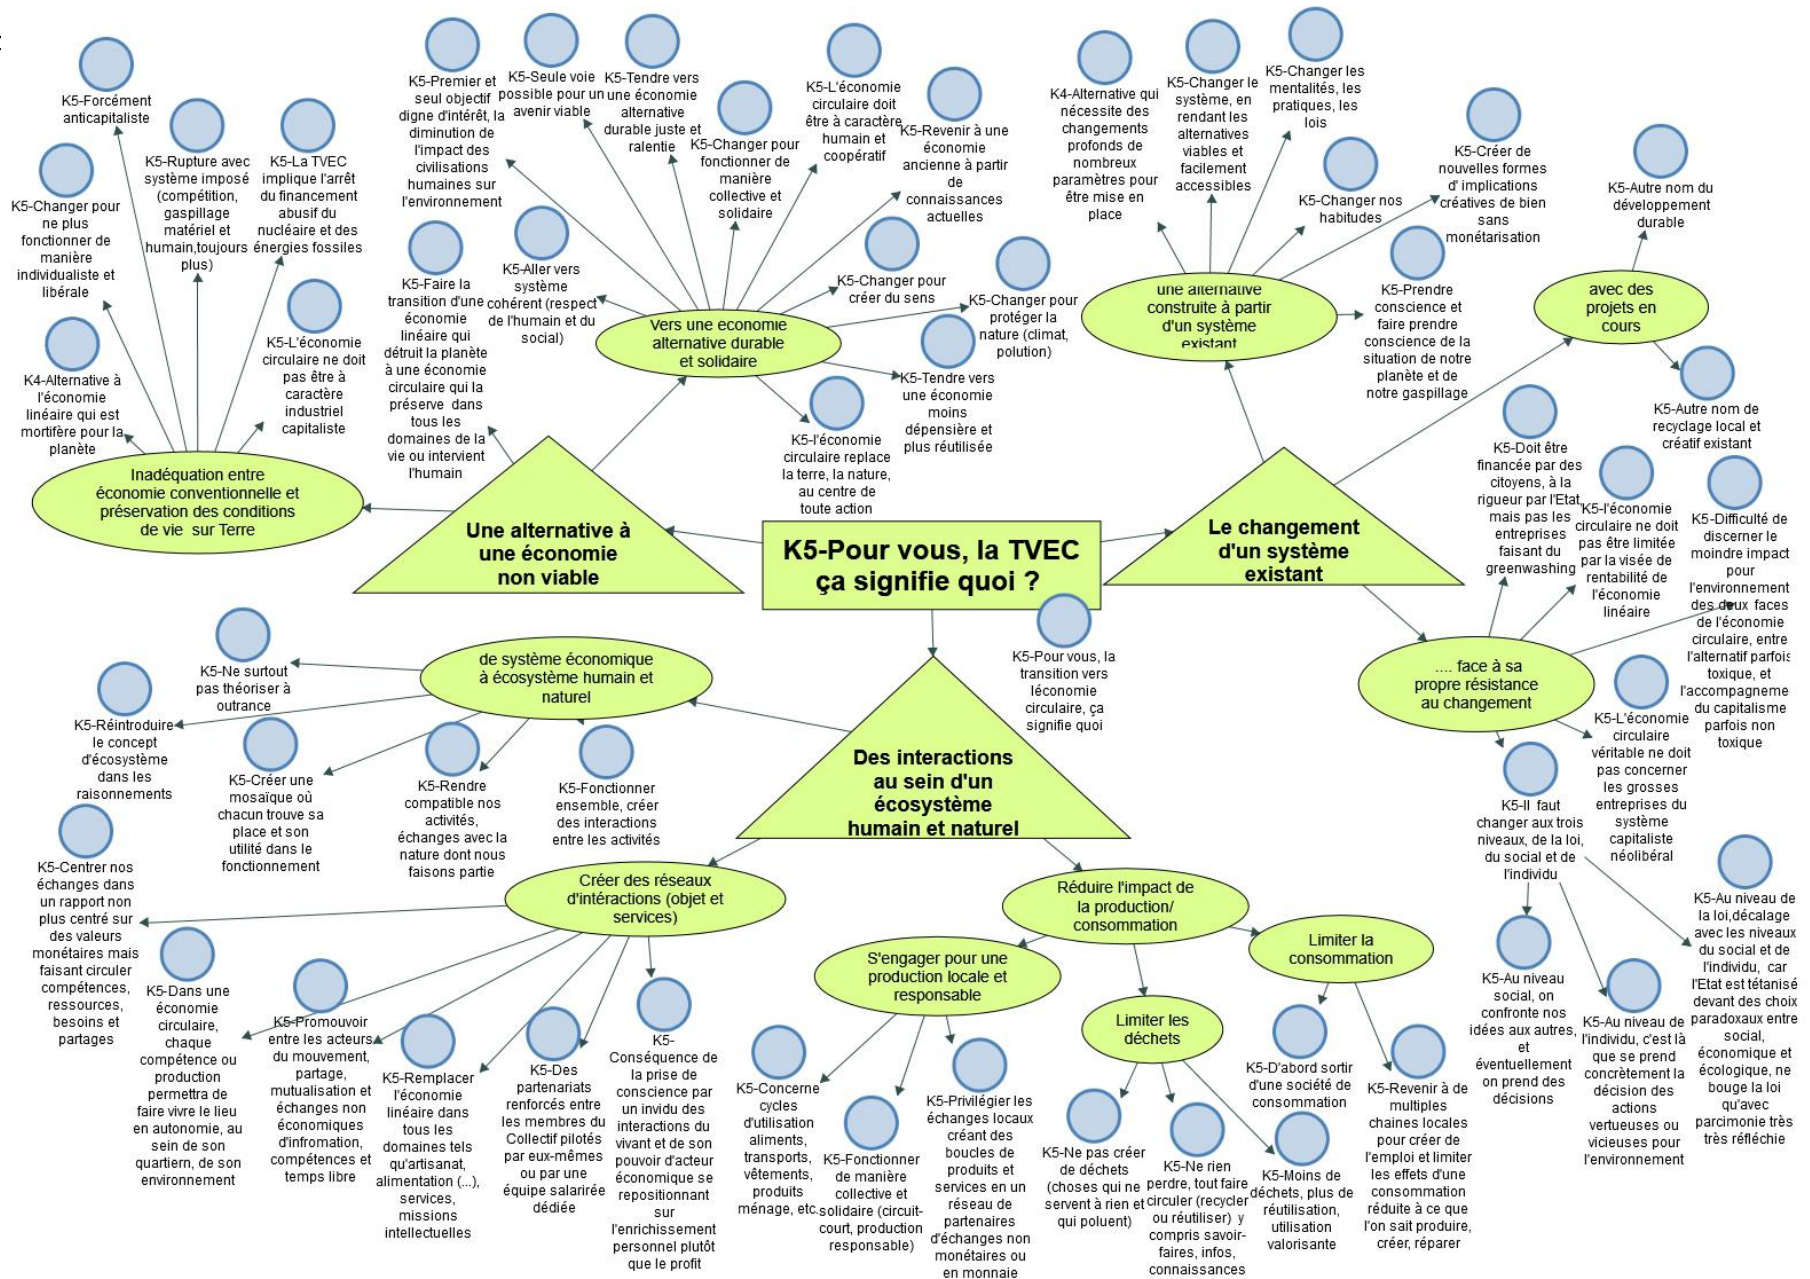 K5-Forcément
anticapitaliste
K5-Changer pour
ne plus
fonctionner de
manière
individualiste et
libérale
K5-Rupture avec
système imposé
(compétition,
gaspillage
matériel et
humain,toujours
plus)
K5-La TVEC
implique l'arrêt
du financement
abusif du
nucléaire et des
énergies fossiles
K4-Alternative à
l'économie
linéaire qui est
mortifère pour la
planète
K5-L'économie
circulaire ne doit
pas être à
caractère
industriel
capitaliste
Inadéquation entre
économie conventionnelle et
préservation des conditions
de vie sur Terre
K5-Premier et
seul objectif
digne d'intérêt, la
diminution de
l'impact des
civilisations
humaines sur
l'environnement
K5-Seule voie
possible pour un
avenir viable
K5-Tendre vers
une économie
alternative
durable juste et
ralentie
K5-Changer pour
fonctionner de
manière
collective et
solidaire
K5-L'économie
circulaire doit
être à caractère
humain et
coopératif
K5-Revenir à une
économie
ancienne à partir
de
connaissances
actuelles
K5-Faire la
transition d'une
économie
linéaire qui
détruit la planète
à une économie
circulaire qui la
préserve dans
tous les
domaines de la
vie ou intervient
l'humain
K5-Aller vers
système
cohérent (respect
de l'humain et du
social)
K5-Changer pour
créer du sens
K5-Changer pour
protéger la
nature (climat,
polution)
Vers une economie
alternative durable
et solidaire
K5-Tendre vers
une économie
moins
dépensière et
plus réutilisée
K5-l'économie
circulaire replace
la terre, la nature,
au centre de
toute action
Une alternative à
une économie
non viable
K5-Pour vous, la TVEC
ça signifie quoi ?
K5-Pour vous, la
transition vers
léconomie
circulaire, ça
signifie quoi
K4-Alternative qui
nécessite des
changements
profonds de
nombreux
paramètres pour
être mise en
place
K5-Changer le
système, en
rendant les
alternatives
viables et
facilement
accessibles
K5-Changer les
mentalités, les
pratiques, les
lois
K5-Changer nos
habitudes
K5-Créer de
nouvelles formes
d' implications
créatives de bien
sans
monétarisation
K5-Prendre
conscience et
faire prendre
conscience de la
situation de notre
planète et de
notre gaspillage
une alternative
construite à partir
d'un système
existant
K5-Autre nom du
développement
durable
avec des
projets en
cours
K5-Autre nom de
recyclage local et
créatif existant
Le changement
d'un système
existant
K5-Doit être
financée par des
citoyens, à la
rigueur par l'Etat
mais pas les
entreprises
faisant du
greenwashing
K5-l'économie
circulaire ne doit
pas être limitée
par la visée de
rentabilité de
l'économie
linéaire
K5-Difficulté de
discerner le
moindre impact
pour
l'environnement
des deux faces
de l'économie
circulaire, entre
l'alternatif parfois
toxique, et
l'accompagneme
du capitalisme
parfois non
toxique
.... face à sa
propre résistance
au changement
K5-L'économie
circulaire
véritable ne doit
pas concerner
les grosses
entreprises du
système
capitaliste
néolibéral
K5-Il faut
changer aux trois
niveaux, de la loi,
du social et de
l'individu
K5-Au niveau
social, on
confronte nos
idées aux autres,
et
éventuellement
on prend des
décisions
K5-Au niveau de
l'individu, c'est là
que se prend
concrètement la
décision des
actions
vertueuses ou
vicieuses pour
l'environnement
K5-Au niveau de
la loi,décalage
avec les niveaux
du social et de
l'individu, car
l'Etat est tétanisé
devant des choix
paradoxaux entre
social,
économique et
écologique, ne
bouge la loi
qu'avec
parcimonie très
très réfléchie
Des interactions
au sein d'un
écosystème
humain et naturel
de système économique
à écosystème humain et
naturel
K5-Ne surtout
pas théoriser à
outrance
K5-Réintroduire
le concept
d'écosystème
dans les
raisonnements
K5-Créer une
mosaïque où
chacun trouve sa
place et son
utilité dans le
fonctionnement
K5-Rendre
compatible nos
activités,
échanges avec la
nature dont nous
faisons partie
K5-Fonctionner
ensemble, créer
des interactions
entre les activités
Créer des réseaux
d'intéractions (objet et
services)
K5-Centrer nos
échanges dans
un rapport non
plus centré sur
des valeurs
monétaires mais
faisant circuler
compétences,
ressources,
besoins et
partages
K5-Dans une
économie
circulaire,
chaque
compétence ou
production
permettra de
faire vivre le lieu
en autonomie, au
sein de son
quartiern, de son
environnement
K5-Promouvoir
entre les acteurs
du mouvement,
partage,
mutualisation et
échanges non
économiques
d'infromation,
compétences et
temps libre
K5-Remplacer
l'économie
linéaire dans
tous les
domaines tels
qu'artisanat,
alimentation (...),
services,
missions
intellectuelles
K5-Des
partenariats
renforcés entre
les membres du
Collectif pilotés
par eux-mêmes
ou par une
équipe salarirée
dédiée
K5-
Conséquence de
la prise de
conscience par
un invidu des
interactions du
vivant et de son
pouvoir d'acteur
économique se
repositionnant
sur
l'enrichissement
personnel plutôt
que le profit
Réduire l'impact de
la production/
consommation
S'engager pour une
production locale et
responsable
K5-Concerne
cycles
d'utilisation
aliments,
transports,
vêtements,
produits
ménage, etc.
K5-Fonctionner
de manière
collective et
solidaire (circuit-
court, production
responsable)
K5-Privilégier les
échanges locaux
créant des
boucles de
produits et
services en un
réseau de
partenaires
d'échanges non
monétaires ou
en monnaie
Limiter les
déchets
K5-Ne pas créer
de déchets
(choses qui ne
servent à rien et
qui poluent)
K5-Ne rien
perdre, tout faire
circuler (recycler
ou réutiliser) y
compris savoir-
faires, infos,
connaissances
K5-Moins de
déchets, plus de
réutilisation,
utilisation
valorisante
Limiter la
consommation
K5-D'abord sortir
d'une société de
consommation
K5-Revenir à de
multiples
chaines locales
pour créer de
l'emploi et limiter
les effets d'une
consommation
réduite à ce que
l'on sait produire,
créer, réparer